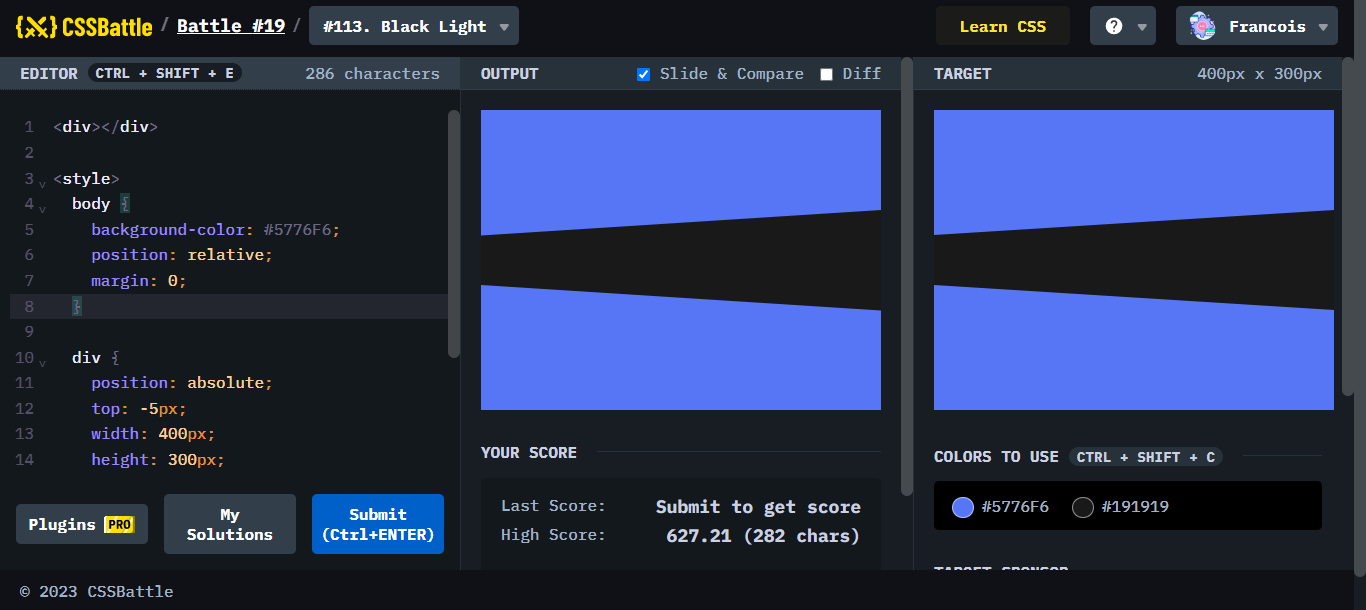 CSSBattle / Battle #19 / #113. Black Light Learn CSS ? Francois
EDITOR CTRL + SHIFT + E 286 characters
OUTPUT Slide & Compare Diff
TARGET 400px x 300px
1 <div></div>
2
3 <style>
4 body {
5 background-color: #5776F6;
6 position: relative;
7 margin: 0;
8 }
9
10 div {
11 position: absolute;
12 top: -5px;
13 width: 400px;
14 height: 300px;
Plugins PRO
My
Solutions
Submit
(Ctrl+ENTER)
YOUR SCORE
Last Score: Submit to get score
High Score: 627.21 (282 chars)
COLORS TO USE CTRL + SHIFT + C
#5776F6 #191919
TARGET SPONSOR
© 2023 CSSBattle